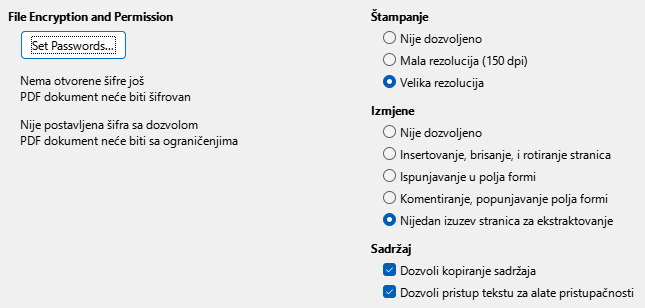 File Encryption and Permission
Set Passwords...
Nema otvorene šifre još
PDF dokument neće biti šifrovan
Nije postavljena šifra sa dozvolom
PDF dokument neće biti sa ograničenjima
Štampanje
Nije dozvoljeno
Mala rezolucija (150 dpi)
Velika rezolucija
Izmjene
Nije dozvoljeno
Insertovanje, brisanje, i rotiranje stranica
Ispunjavanje u polja formi
Komentiranje, popunjavanje polja formi
Nijedan izuzev stranica za ekstraktovanje
Sadržaj
Dozvoli kopiranje sadržaja
Dozvoli pristup tekstu za alate pristupačnosti